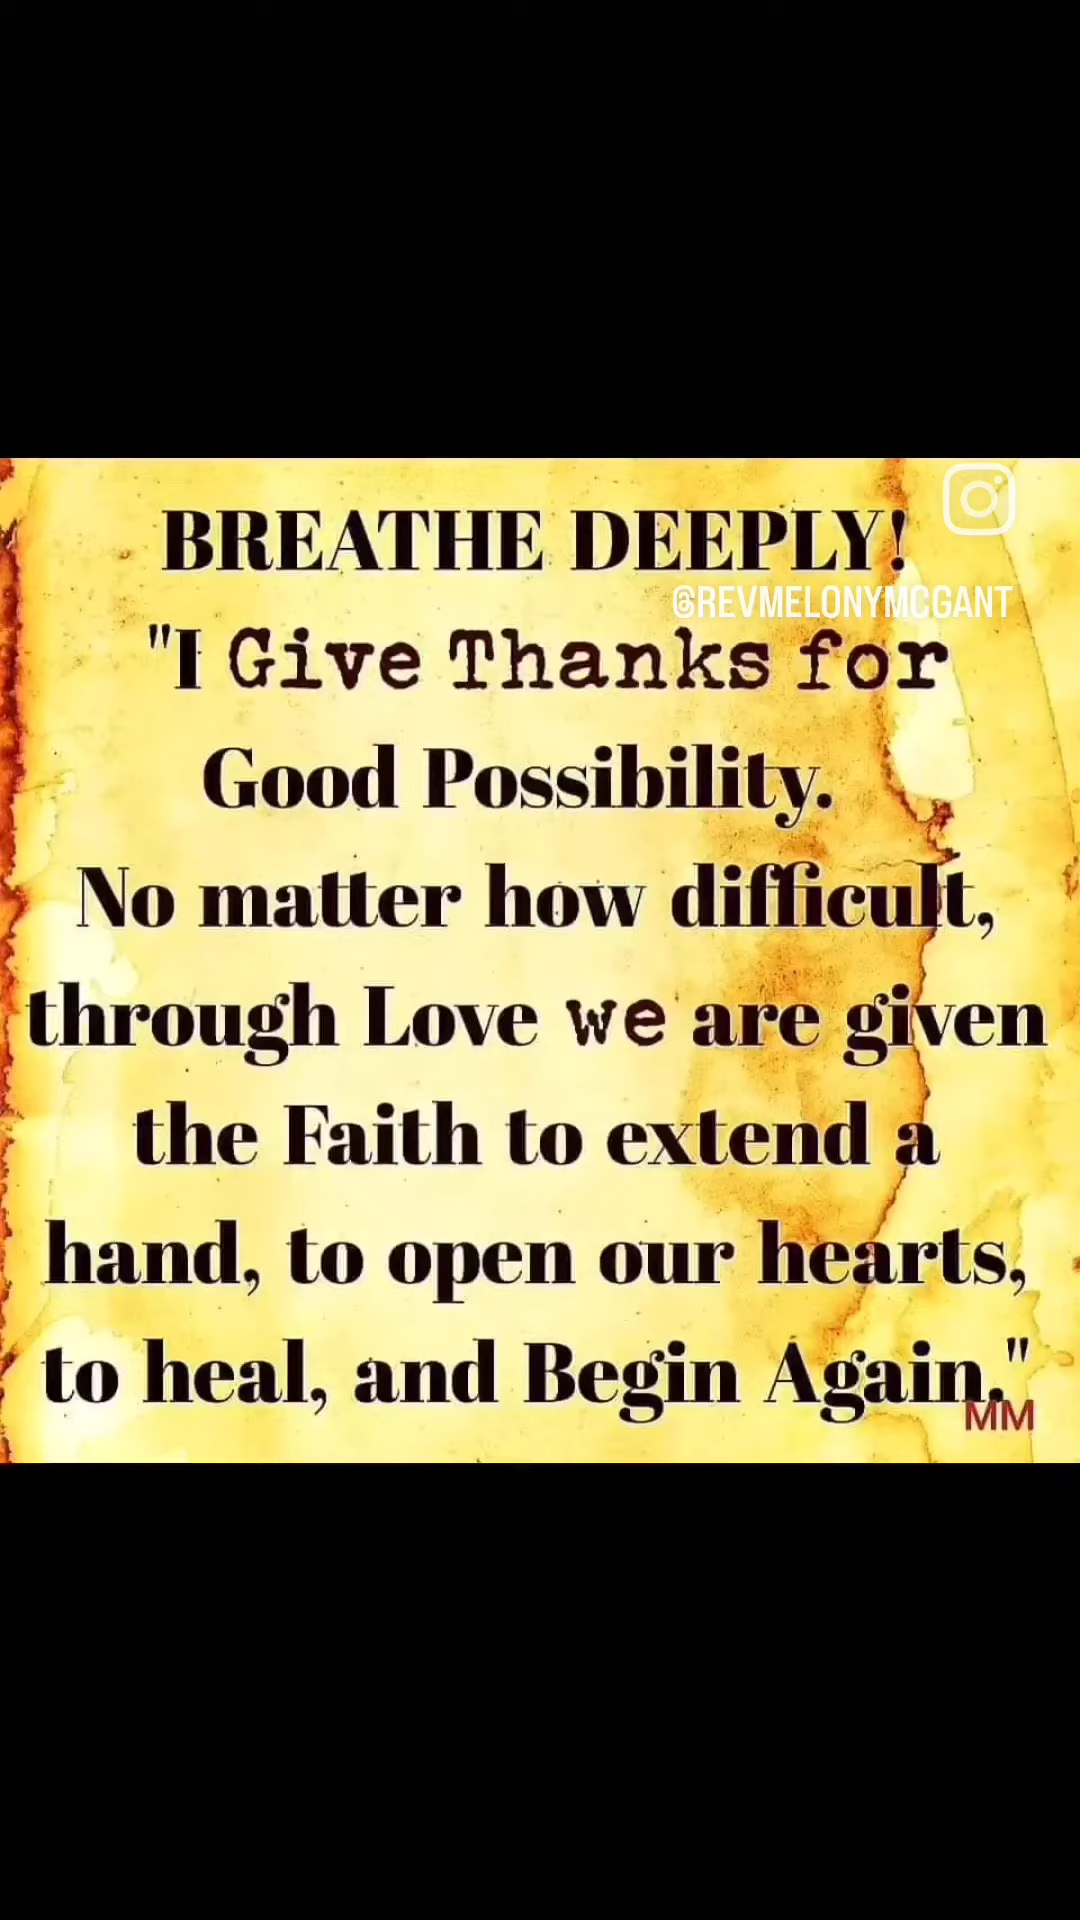 BREATHE DEEPLY!
@REVMELONYMCGANT
"I Give Thanks for
Good Possibility.
No matter how difficult,
through Love we are given
the Faith to extend a
hand, to open our hearts,
to heal, and Begin Again."
MM